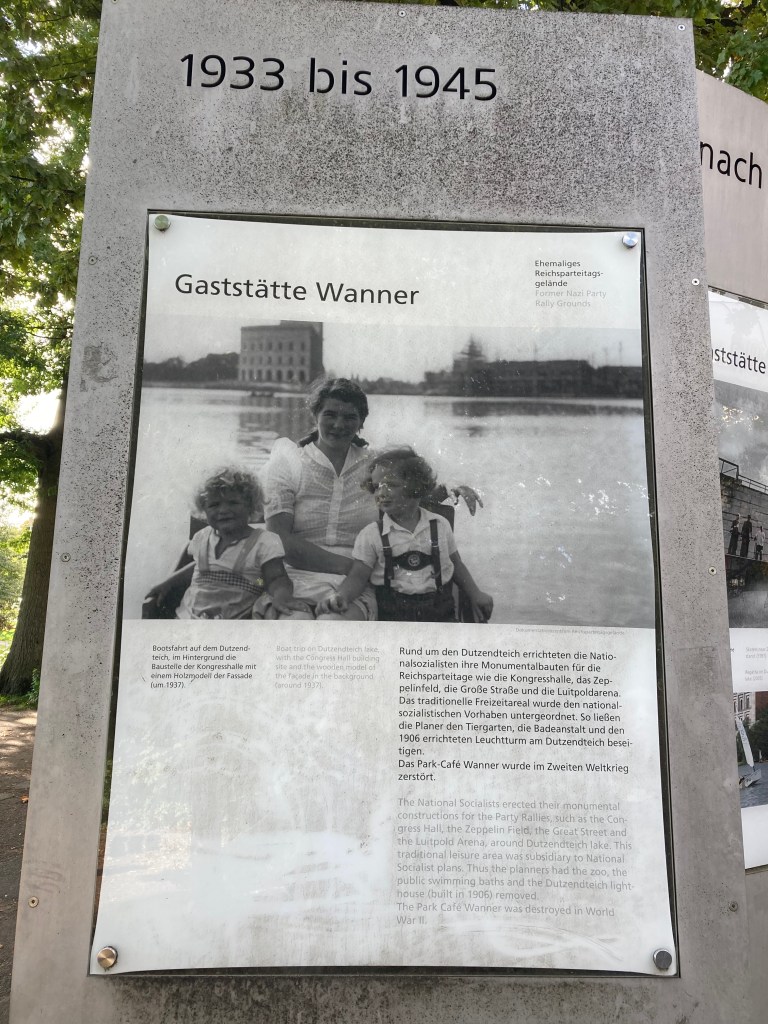 1933 bis 1945
nach
Gaststätte Wanner
Ehemaliges
Reichsparteitags-
gelände
Former Nazi Party
Rally Grounds
Bootsfahrt auf dem Dutzend-
teich, im Hintergrund die
Baustelle der Kongresshalle mit
einem Holzmodell der Fassade
(um 1937).
Boat trip on Dutzendteich lake,
with the Congress Hall building
site and the wooden model of
the façade in the background
(around 1937).
Rund um den Dutzendteich errichteten die Natio-
nalsozialisten ihre Monumentalbauten für die
Reichsparteitage wie die Kongresshalle, das Zep-
pelinfeld, die Große Straße und die Luitpoldarena.
Das traditionelle Freizeitareal wurde den national-
sozialistischen Vorhaben untergeordnet. So ließen
die Planer den Tiergarten, die Badeanstalt und den
1906 errichteten Leuchtturm am Dutzendteich besei-
tigen.
Das Park-Café Wanner wurde im Zweiten Weltkrieg
zerstört.
The National Socialists erected their monumental
constructions for the Party Rallies, such as the Con-
gress Hall, the Zeppelin Field, the Great Street and
the Luitpold Arena, around Dutzendteich lake. This
traditional leisure area was subsidiary to National
Socialist plans. Thus the planners had the zoo, the
public swimming baths and the Dutzendteich light-
house (built in 1906) removed.
The Park Café Wanner was destroyed in World
War II.
aststätte